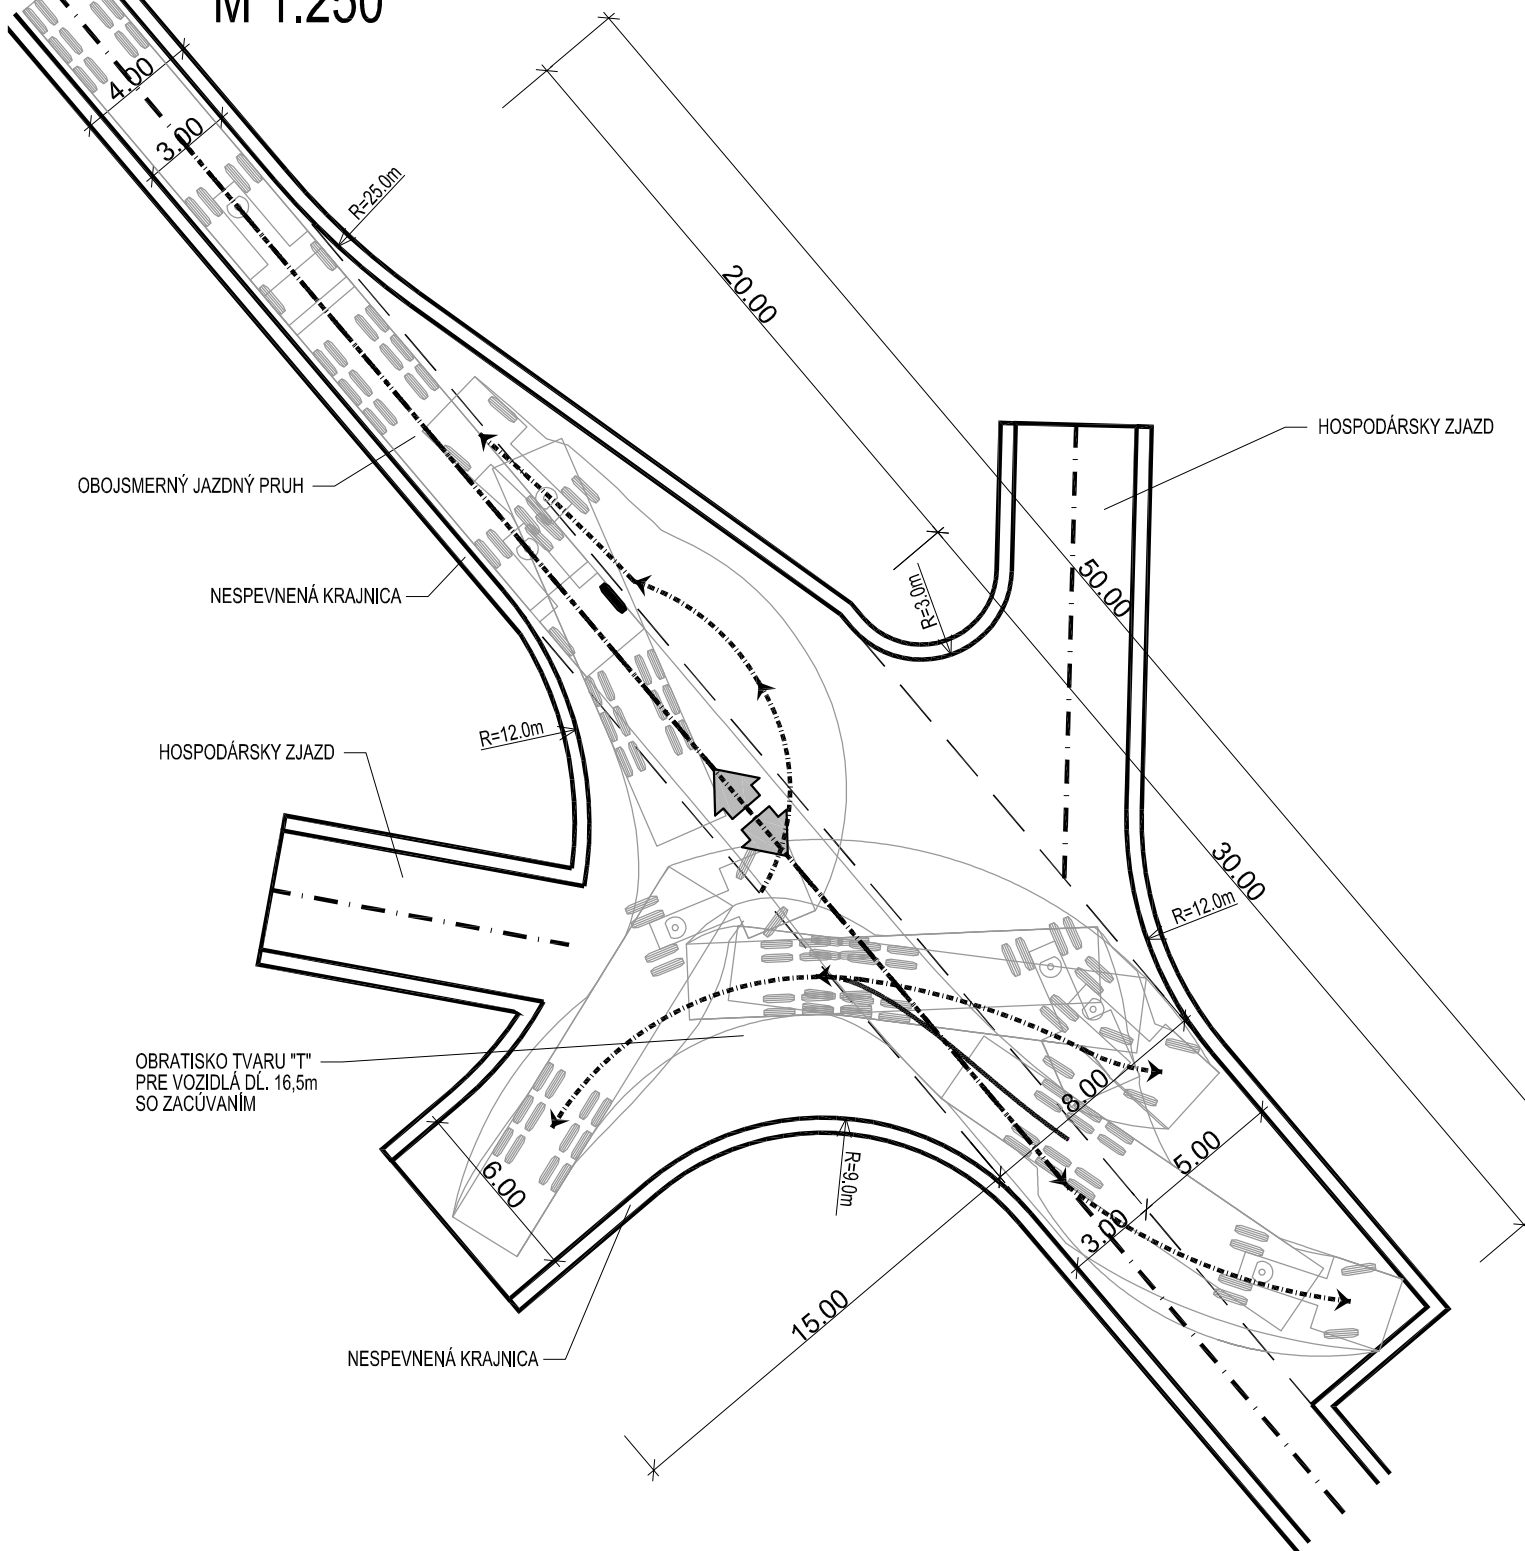 M 1:250
4.00
3.00
R=25.0m
20.00
HOSPODÁRSKY ZJAZD
OBOJSMERNÝ JAZDNÝ PRUH
NESPEVNENÁ KRAJNICA
R=3.0m
50.00
R=12.0m
HOSPODÁRSKY ZJAZD
30.00
R=12.0m
OBRATISKO TVARU "T"
PRE VOZIDLÁ DĹ. 16,5m
SO ZACÚVANÍM
8.00
5.00
6.00
R=9.0m
3.00
15.00
NESPEVNENÁ KRAJNICA